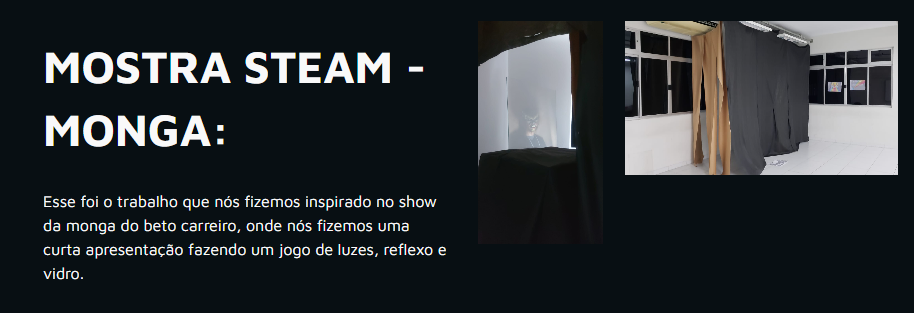 MOSTRA STEAM -
MONGA:
Esse foi o trabalho que nós fizemos inspirado no show
da monga do beto carreiro, onde nós fizemos uma
curta apresentação fazendo um jogo de luzes, reflexo e
vidro.